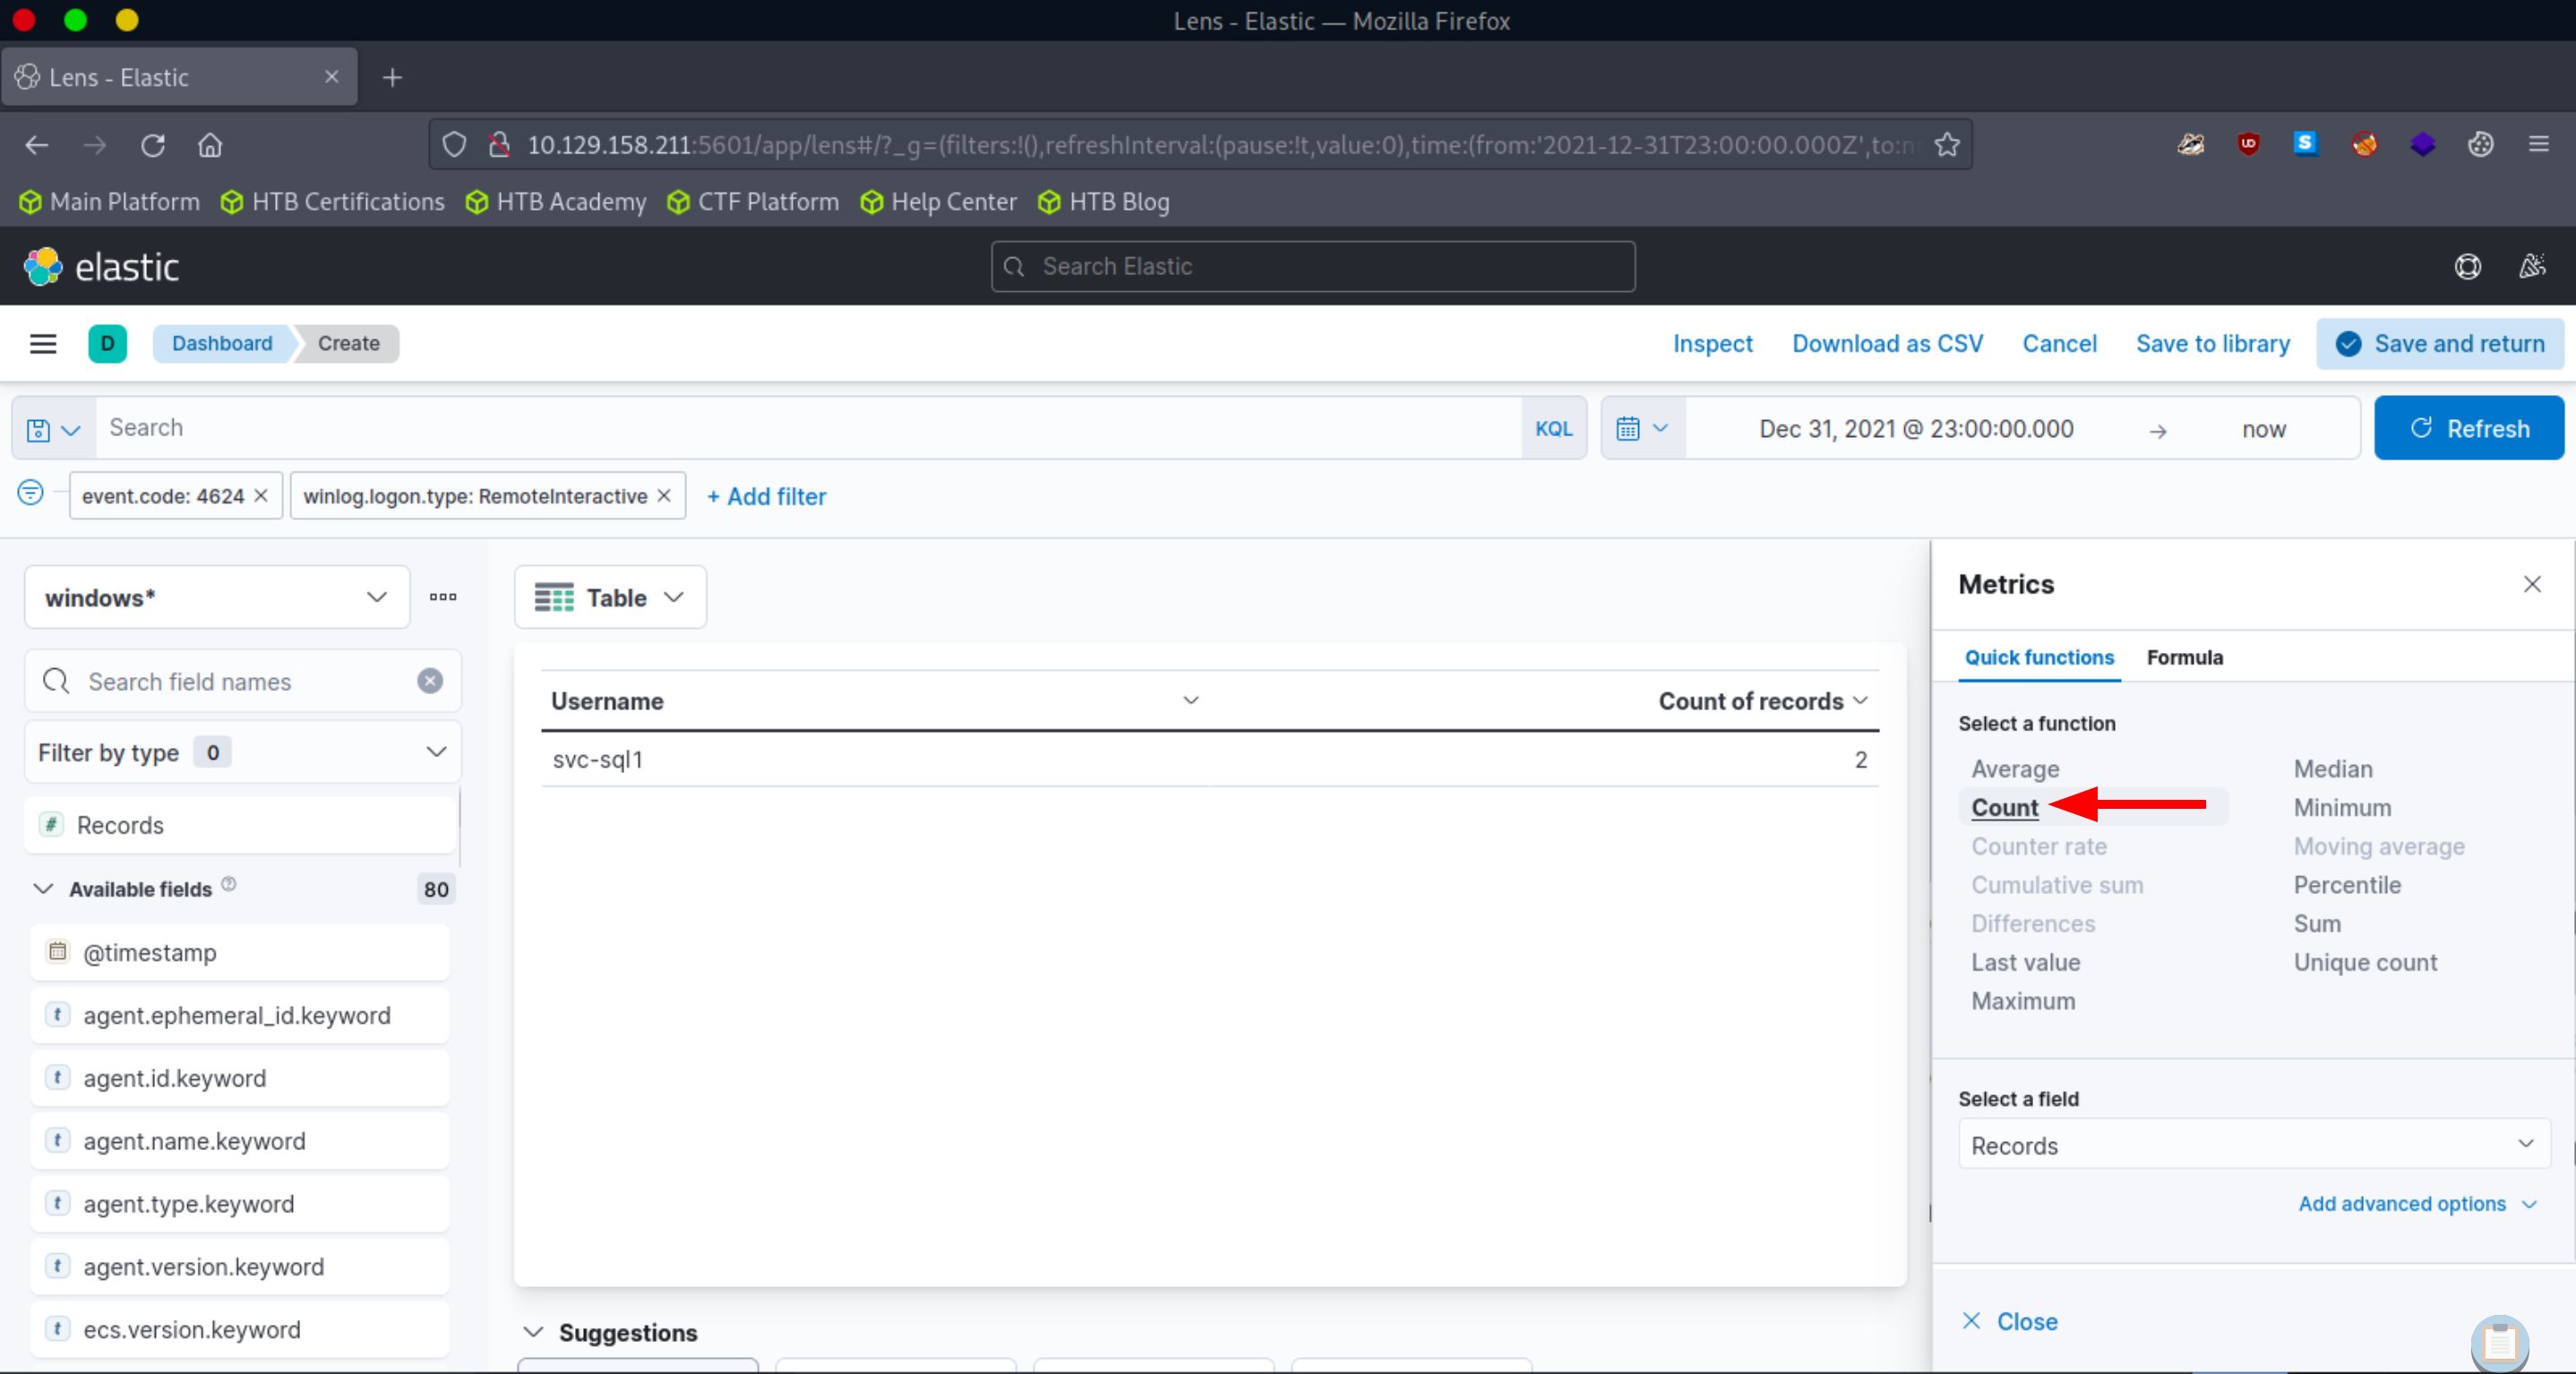 Lens - Elastic — Mozilla Firefox
Lens - Elastic
10.129.158.211:5601/app/lens#/?_g=(filters:!(),refreshInterval:(pause:!t,value:0),time:(from:'2021-12-31T23:00:00.000Z',to:n
Main Platform HTB Certifications HTB Academy CTF Platform Help Center HTB Blog
elastic Search Elastic
D Dashboard Create Inspect Download as CSV Cancel Save to library Save and return
Search KQL Dec 31, 2021 @ 23:00:00.000 → now Refresh
event.code: 4624 winlog.logon.type: RemoteInteractive + Add filter
windows*
Search field names
Filter by type 0
# Records
Available fields 80
@timestamp
t agent.ephemeral_id.keyword
t agent.id.keyword
t agent.name.keyword
t agent.type.keyword
t agent.version.keyword
t ecs.version.keyword
Table
Username Count of records
svc-sql1 2
Suggestions
Metrics
Quick functions Formula
Select a function
Average Median
Count Minimum
Counter rate Moving average
Cumulative sum Percentile
Differences Sum
Last value Unique count
Maximum
Select a field
Records
Add advanced options
Close